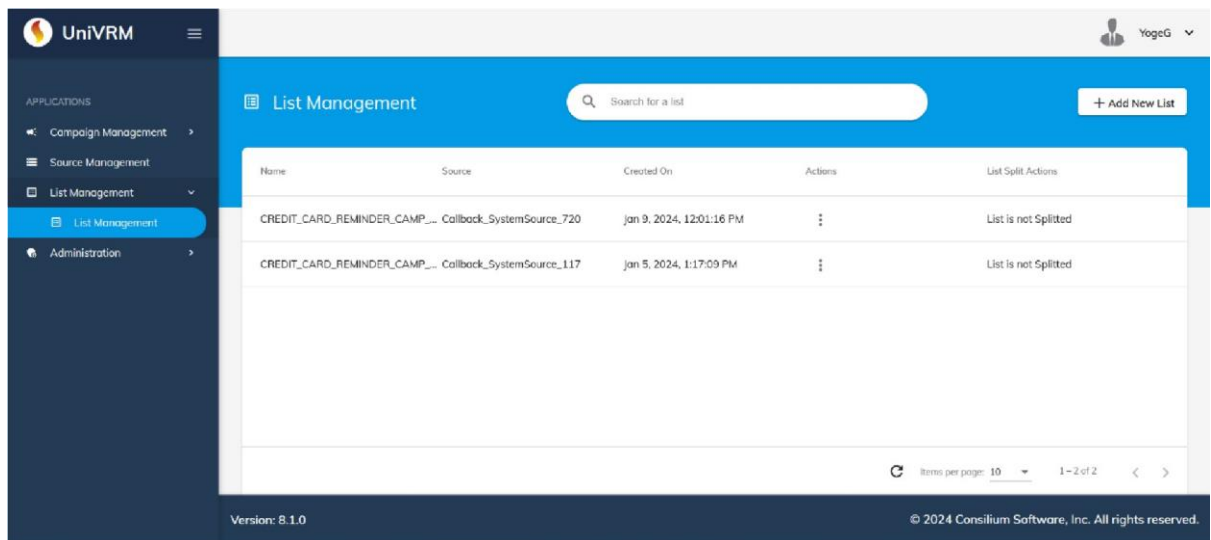 UniVRM
YogeG
APPLICATIONS
Campaign Management
Source Management
List Management
List Management
Administration
List Management
Search for a list
+ Add New List
Name Source Created On Actions List Split Actions
CREDIT_CARD_REMINDER_CAMP_... Callback_SystemSource_720 Jan 9, 2024, 12:01:16 PM List is not Splitted
CREDIT_CARD_REMINDER_CAMP_... Callback_SystemSource_117 Jan 5, 2024, 1:17:09 PM List is not Splitted
Items per page: 10 1 – 2 of 2
Version: 8.1.0 © 2024 Consilium Software, Inc. All rights reserved.